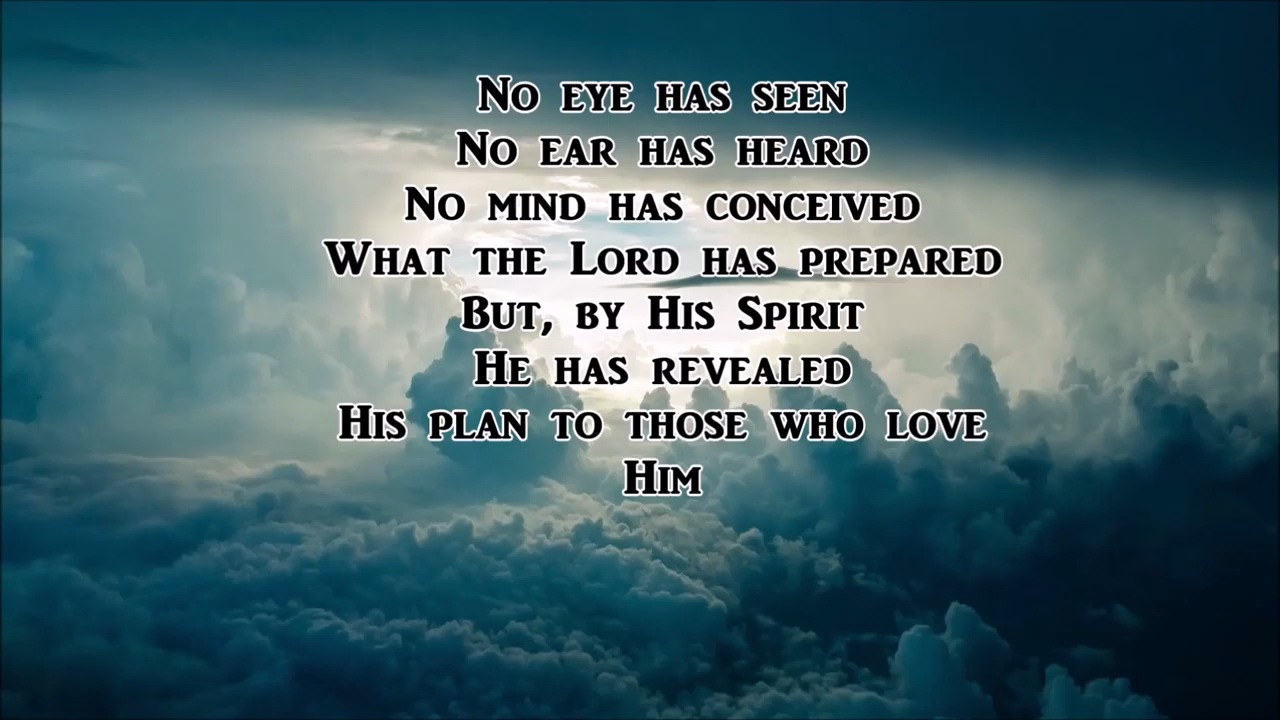 No eye has seen
No ear has heard
No mind has conceived
What the Lord has prepared
But, by His Spirit
He has revealed
His plan to those who love
Him